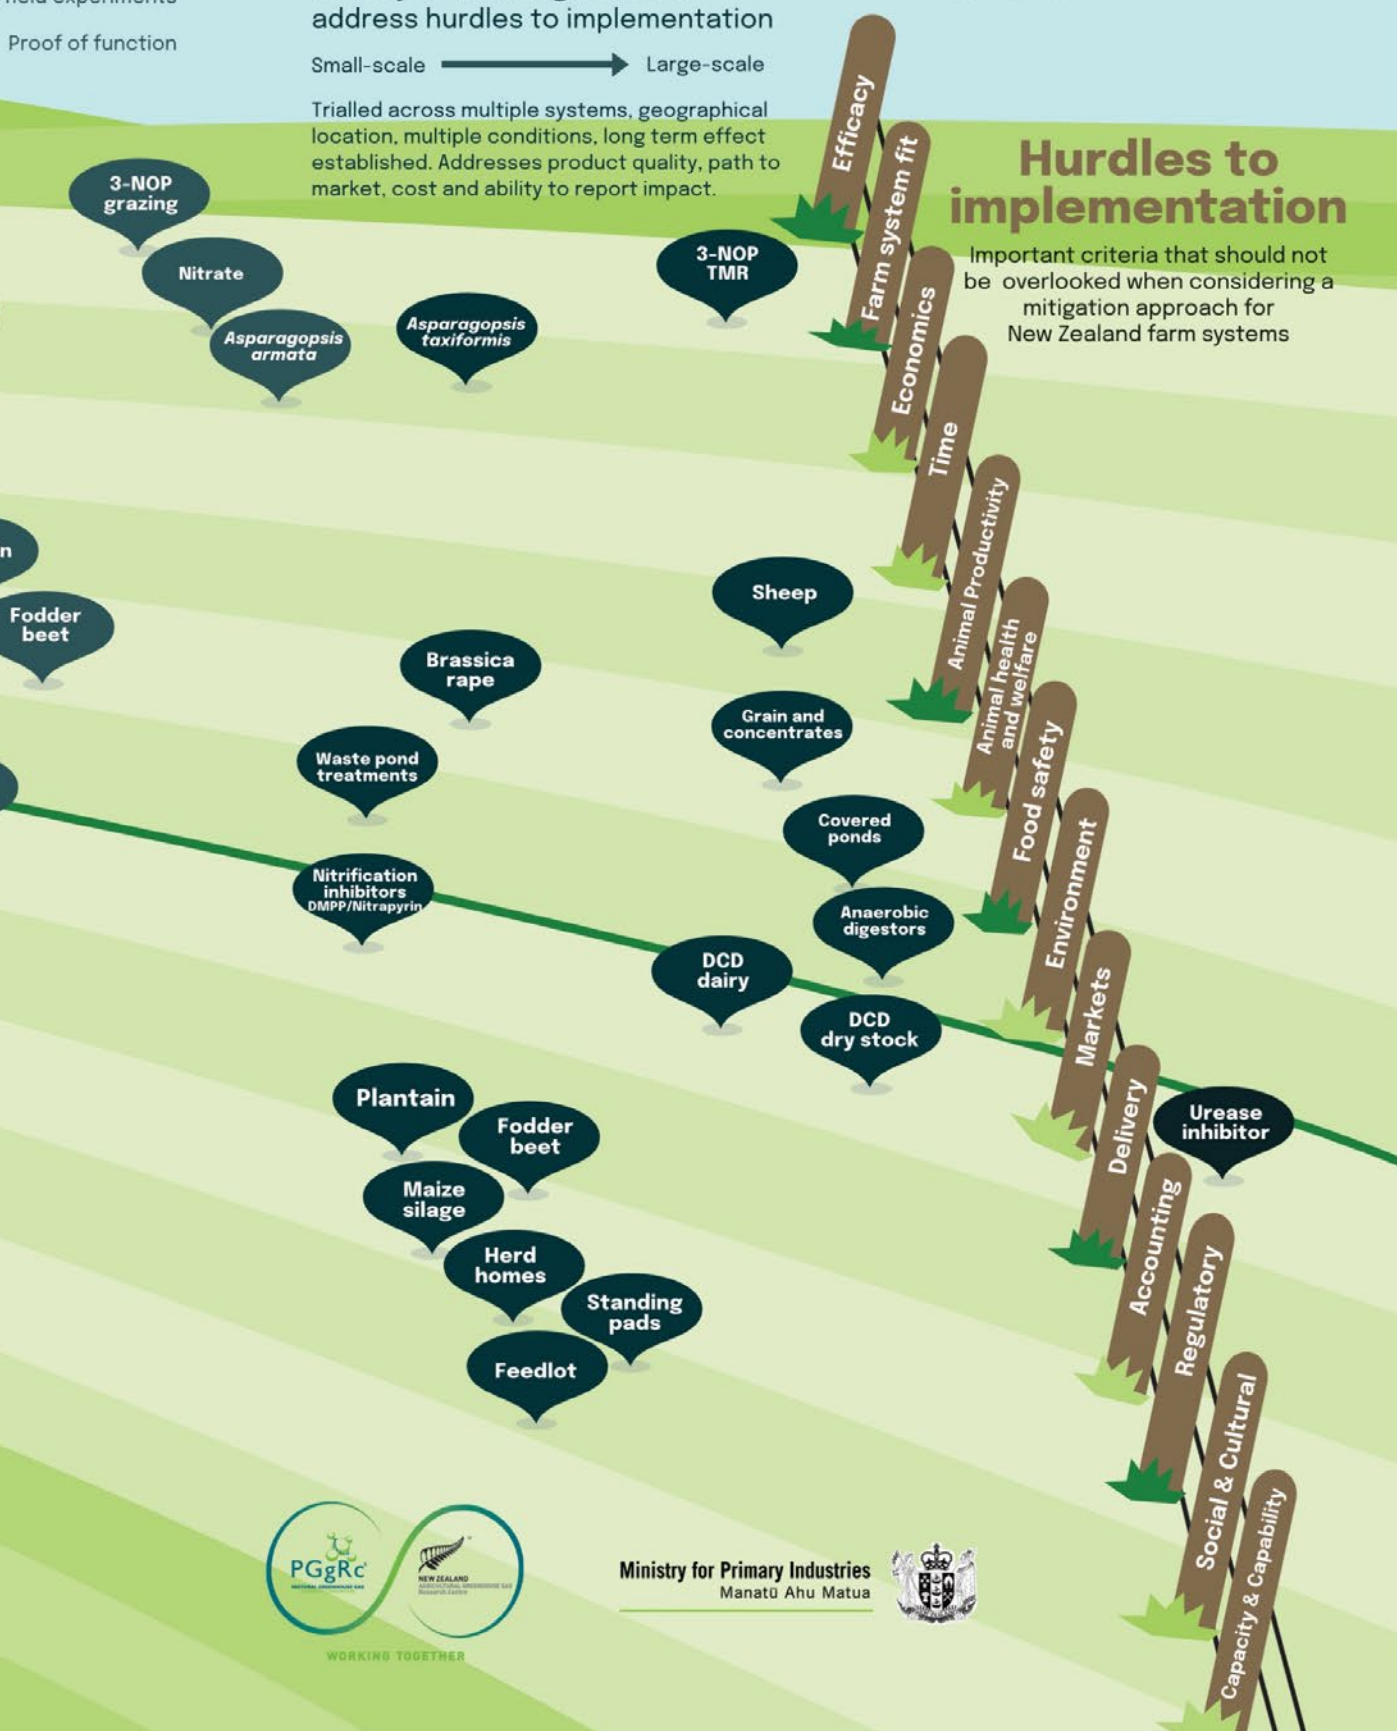 Proof of function
address hurdles to implementation
Small-scale
Large-scale
Trialled across multiple systems, geographical
location, multiple conditions, long term effect
established. Addresses product quality, path to
market, cost and ability to report impact.
Hurdles to
implementation
Important criteria that should not
be overlooked when considering a
mitigation approach for
New Zealand farm systems
3-NOP
grazing
Nitrate
Asparagopsis
armata
Asparagopsis
taxiformis
3-NOP
TMR
Fodder
beet
Brassica
rape
Sheep
Waste pond
treatments
Grain and
concentrates
Covered
ponds
Nitrification
inhibitors
DMPP/Nitrapyrin
Anaerobic
digestors
DCD
dairy
DCD
dry stock
Urease
inhibitor
Plantain
Fodder
beet
Maize
silage
Herd
homes
Standing
pads
Feedlot
Efficacy
Farm system fit
Economics
Time
Animal Productivity
Animal health
and welfare
Food safety
Environment
Markets
Delivery
Accounting
Regulatory
Social & Cultural
Capacity & Capability
PGgRc
NEW ZEALAND
AGRICULTURAL GREENHOUSE GAS
Research Centre
WORKING TOGETHER
Ministry for Primary Industries
Manatū Ahu Matua